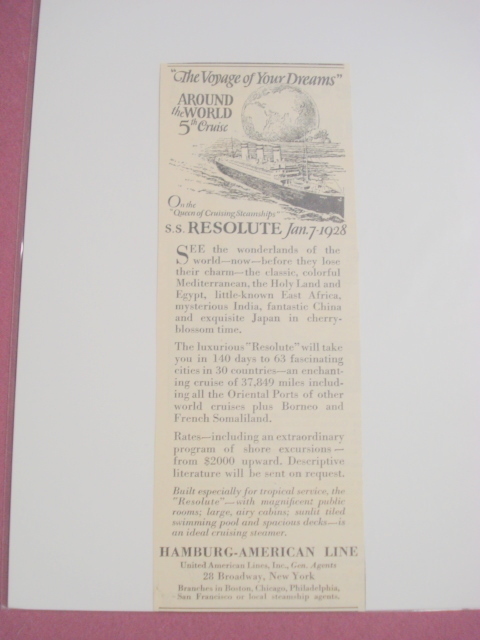 "The Voyage of Your Dreams"
AROUND
the WORLD
5th Cruise
On the
"Queen of Cruising Steamships"
S.S. RESOLUTE Jan. 7-1928
SEE the wonderlands of the
world—now—before they lose
their charm—the classic, colorful
Mediterranean, the Holy Land and
Egypt, little-known East Africa,
mysterious India, fantastic China
and exquisite Japan in cherry-
blossom time.
The luxurious "Resolute" will take
you in 140 days to 63 fascinating
cities in 30 countries—an enchant-
ing cruise of 37,849 miles includ-
ing all the Oriental Ports of other
world cruises plus Borneo and
French Somaliland.
Rates—including an extraordinary
program of shore excursions—
from $2000 upward. Descriptive
literature will be sent on request.
Built especially for tropical service, the
"Resolute"—with magnificent public
rooms; large, airy cabins; sunlit tiled
swimming pool and spacious decks—is
an ideal cruising steamer.
HAMBURG-AMERICAN LINE
United American Lines, Inc., Gen. Agents
28 Broadway, New York
Branches in Boston, Chicago, Philadelphia,
San Francisco or local steamship agents.